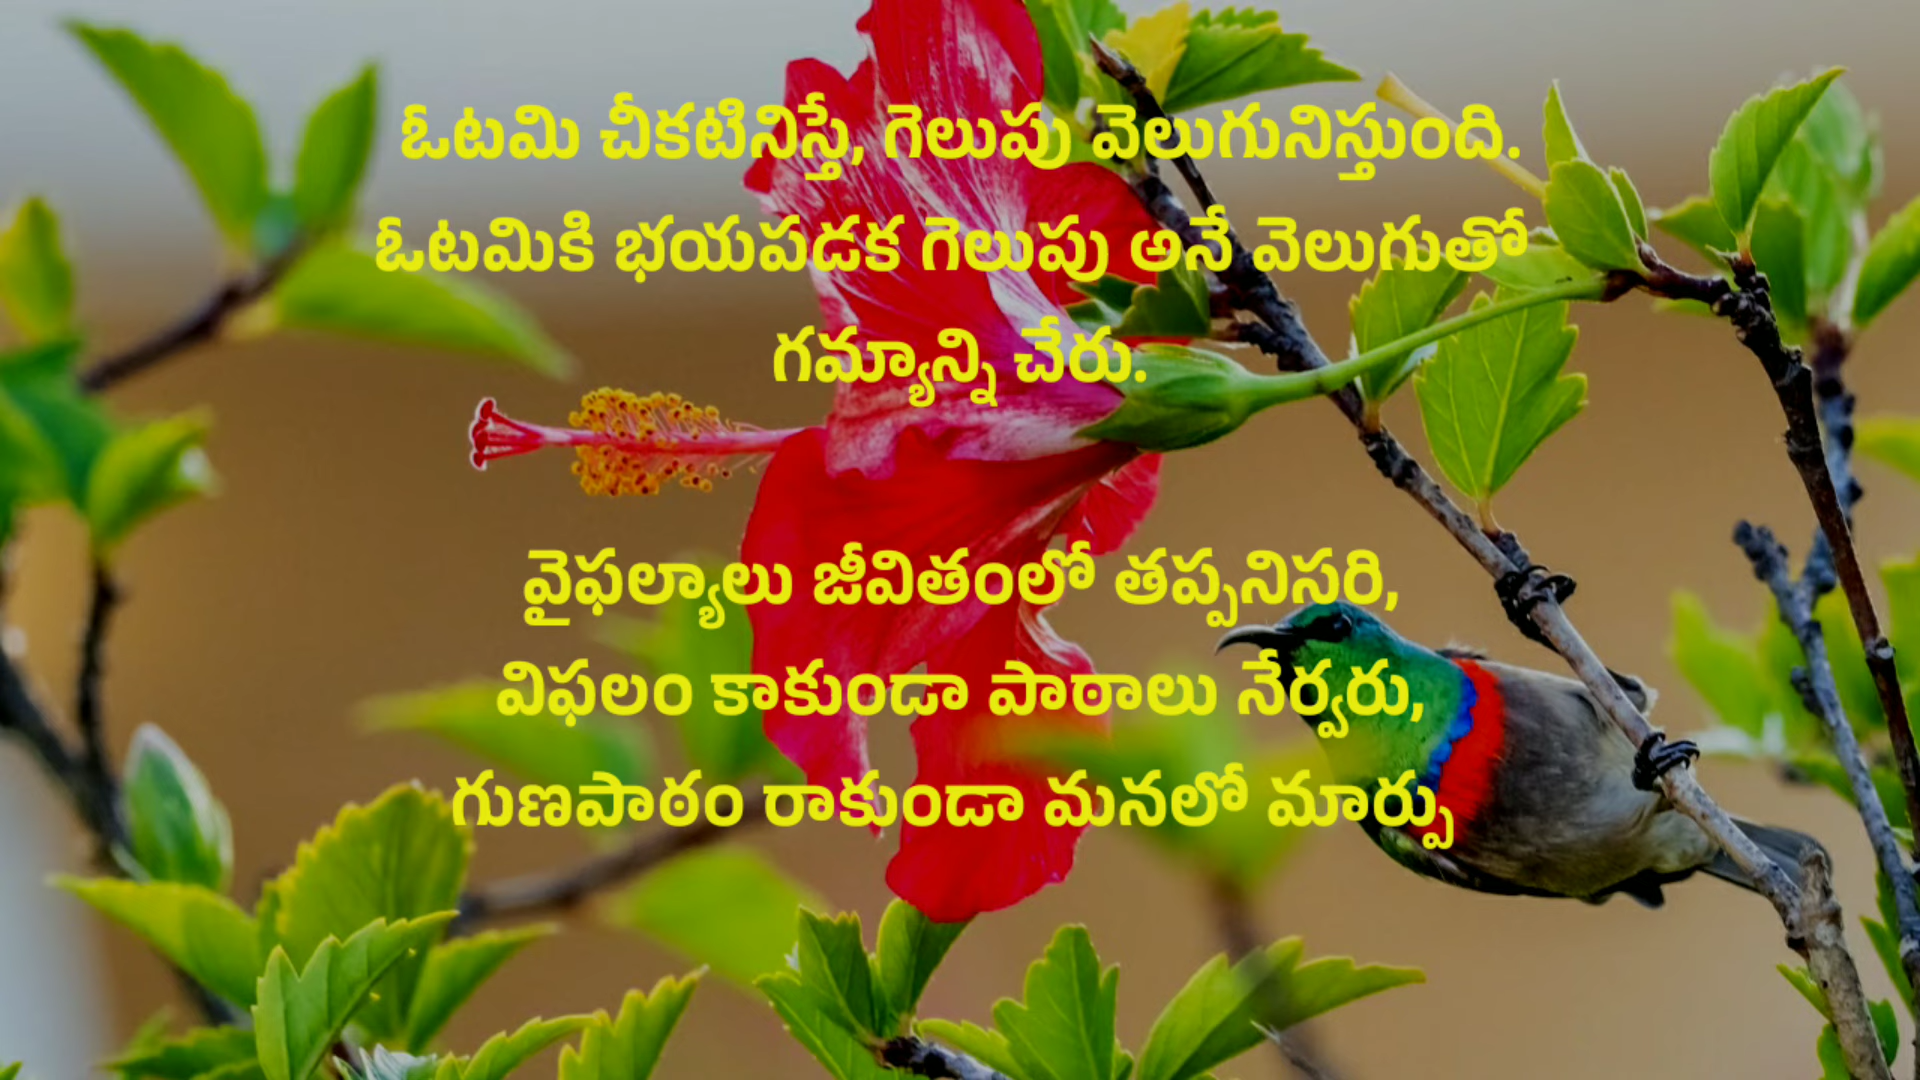 ఓటమి చీకటినిస్తే, గెలుపు వెలుగునిస్తుంది.
ఓటమికి భయపడక గెలుపు అనే వెలుగుతో
గమ్యాన్ని చేరు.
వైఫల్యాలు జీవితంలో తప్పనిసరి,
విఫలం కాకుండా పాఠాలు నేర్వరు,
గుణపాఠం రాకుండా మనలో మార్పు